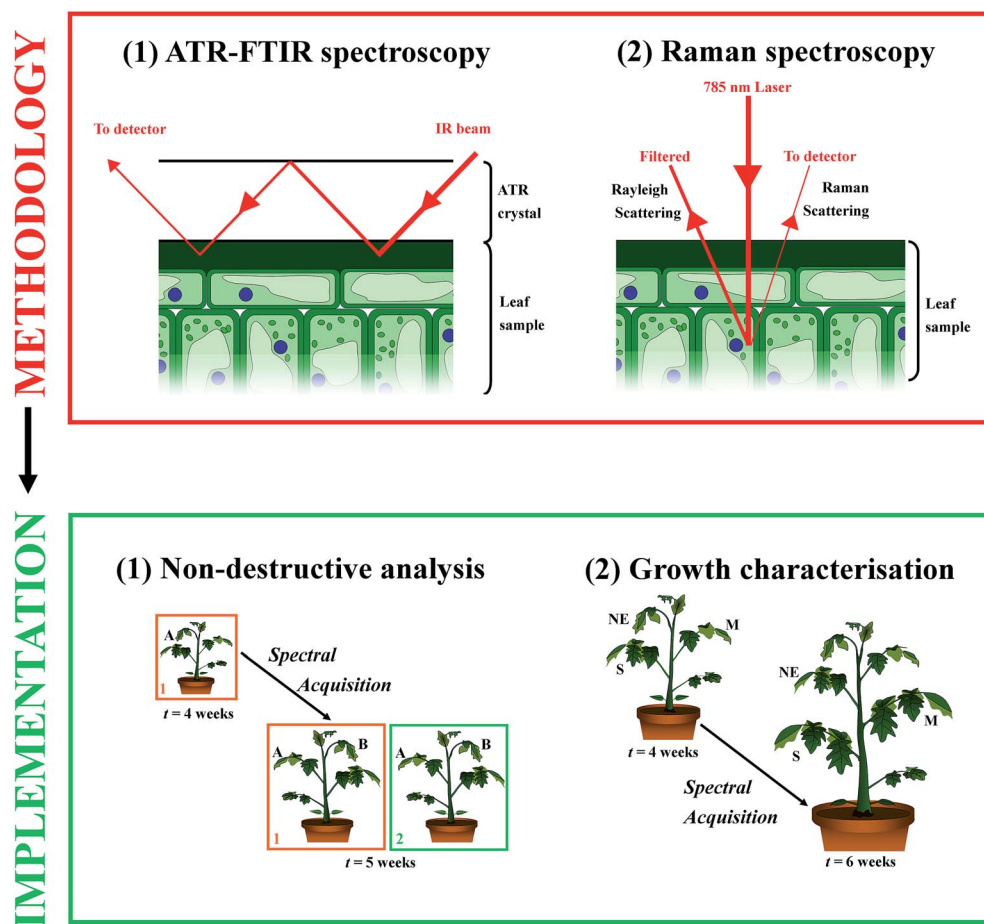 METHODOLOGY
(1) ATR-FTIR spectroscopy
To detector
IR beam
ATR
crystal
Leaf
sample
(2) Raman spectroscopy
785 nm Laser
Filtered
To detector
Rayleigh
Scattering
Raman
Scattering
Leaf
sample
IMPLEMENTATION
(1) Non-destructive analysis
A
1
t = 4 weeks
Spectral
Acquisition
A
B
1
A
B
2
t = 5 weeks
(2) Growth characterisation
NE
M
S
t = 4 weeks
Spectral
Acquisition
NE
M
S
t = 6 weeks